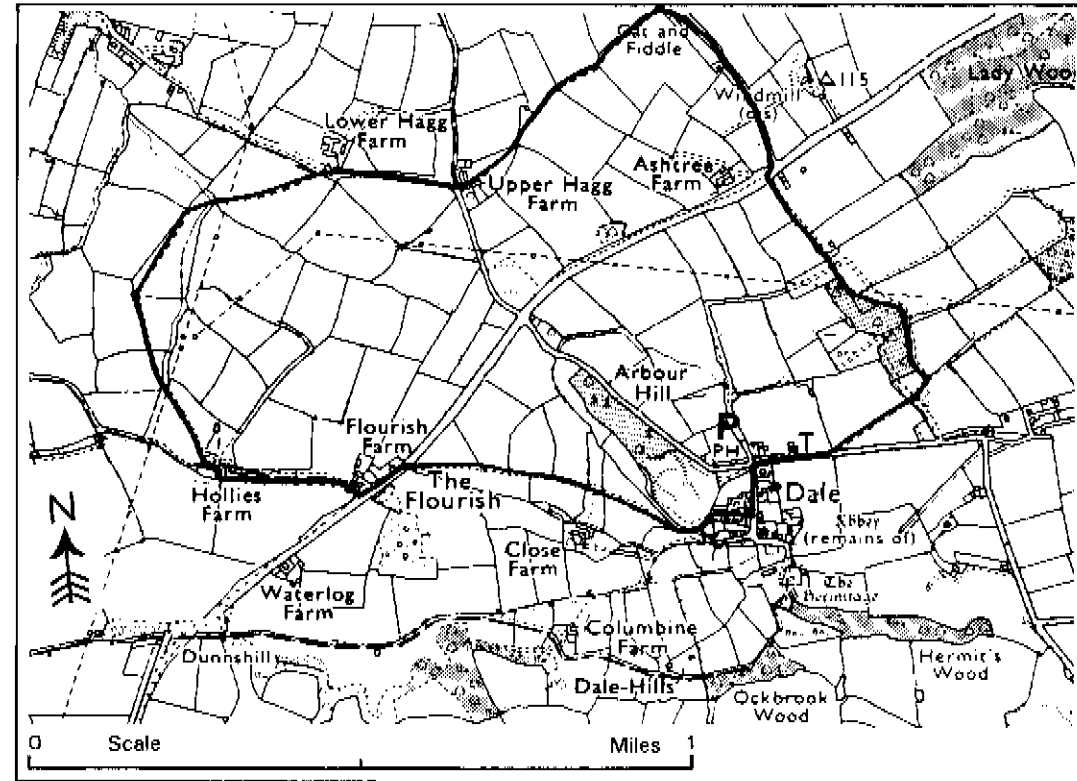 Cat and
Fiddle
Windmill
(dis)
△115
Lady Wood
Lower Hagg
Farm
Upper Hagg
Farm
Ashtree
Farm
Arbour
Hill
P
PH
T
Flourish
Farm
The
Flourish
Hollies
Farm
Dale
Abbey
(remains of)
N
Close
Farm
The
Hermitage
Waterlog
Farm
Columbine
Farm
Dunnshill
Dale-Hills
Hermit's
Wood
Ockbrook
Wood
0 Scale Miles 1